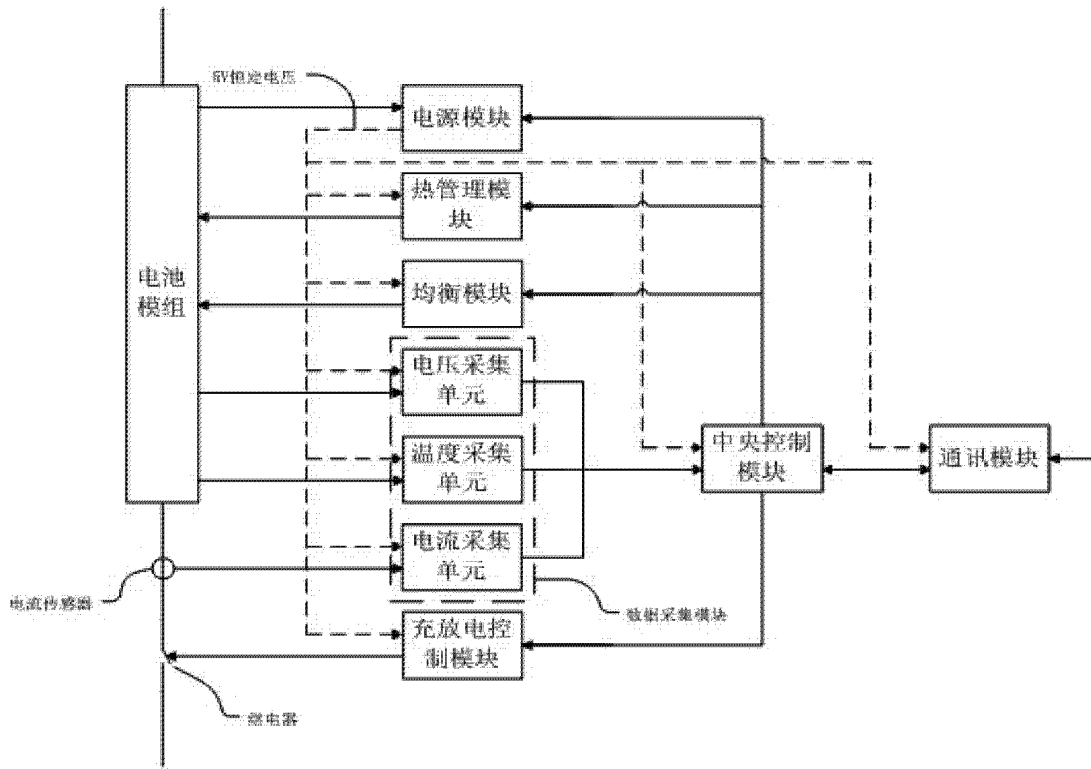 恒定电压
电源模块
热管理模
块
电池
模组
均衡模块
电压采集
单元
温度采集
单元
中央控制
模块
通讯模块
电流采集
单元
电流传感器
数据采集模块
充放电控
制模块
继电器